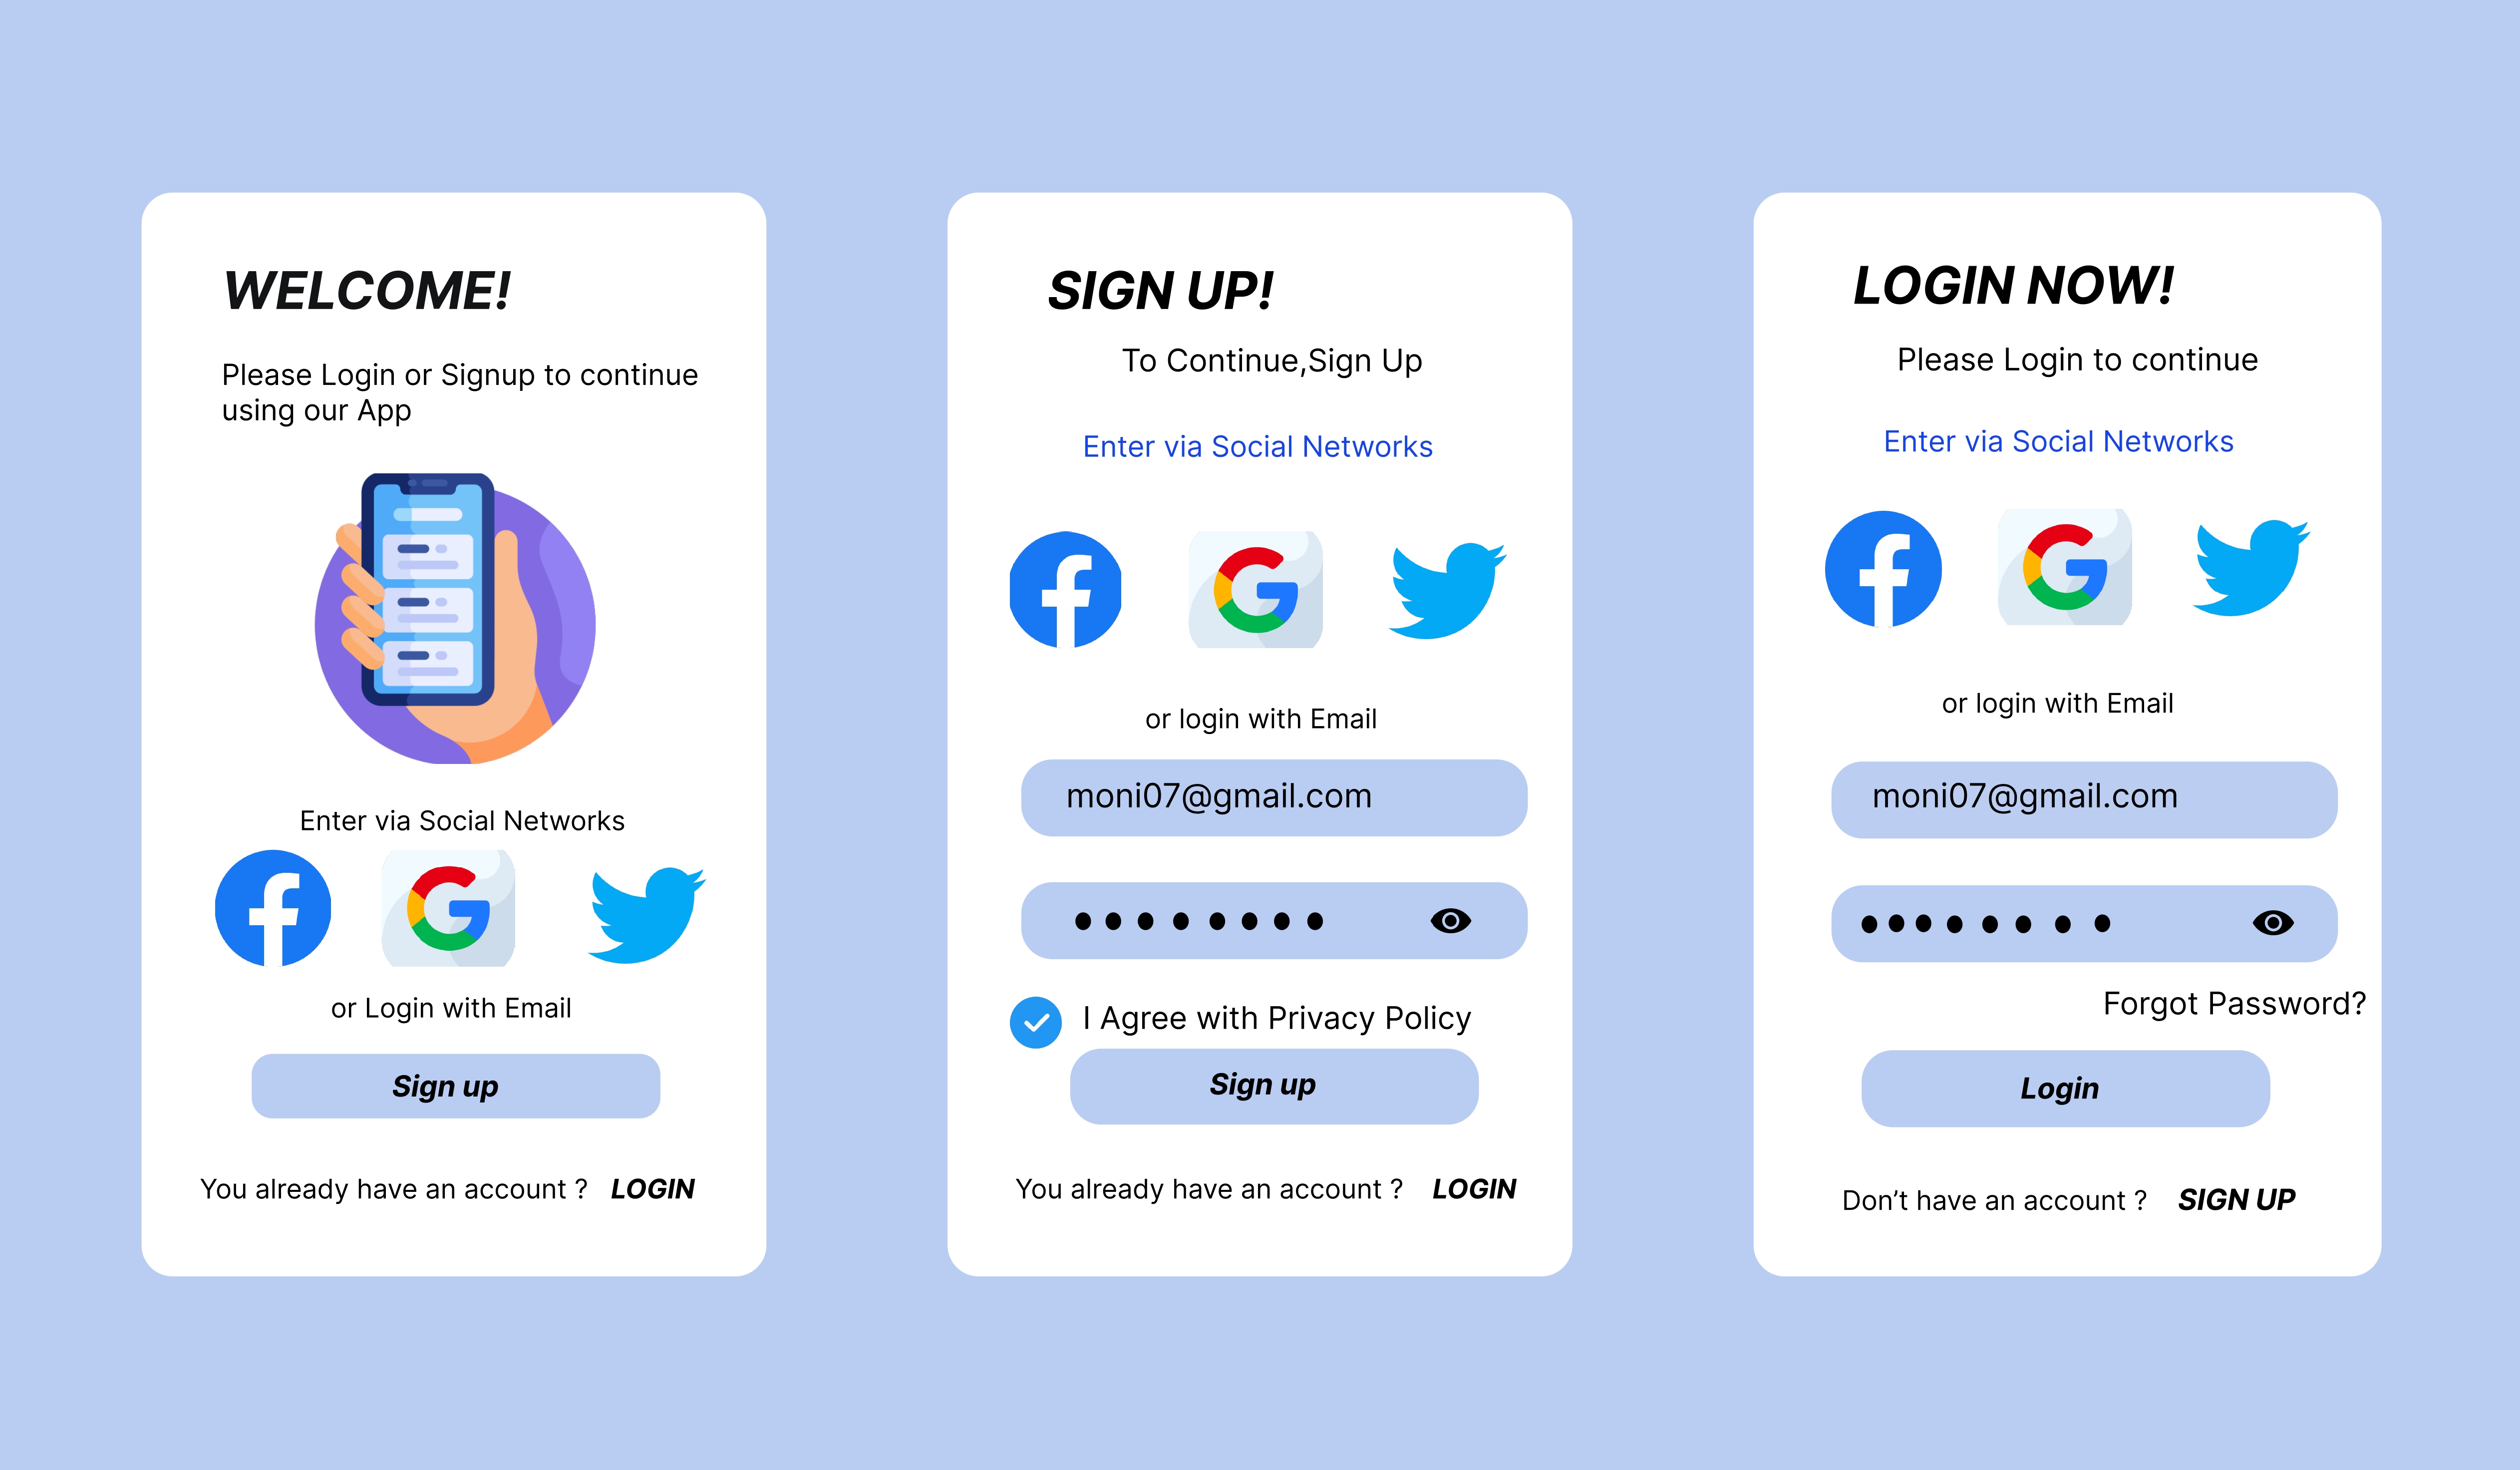 WELCOME!
Please Login or Signup to continue
using our App
Enter via Social Networks
or Login with Email
Sign up
You already have an account ? LOGIN
SIGN UP!
To Continue,Sign Up
Enter via Social Networks
or login with Email
moni07@gmail.com
I Agree with Privacy Policy
Sign up
You already have an account ? LOGIN
LOGIN NOW!
Please Login to continue
Enter via Social Networks
or login with Email
moni07@gmail.com
Forgot Password?
Login
Don’t have an account ? SIGN UP